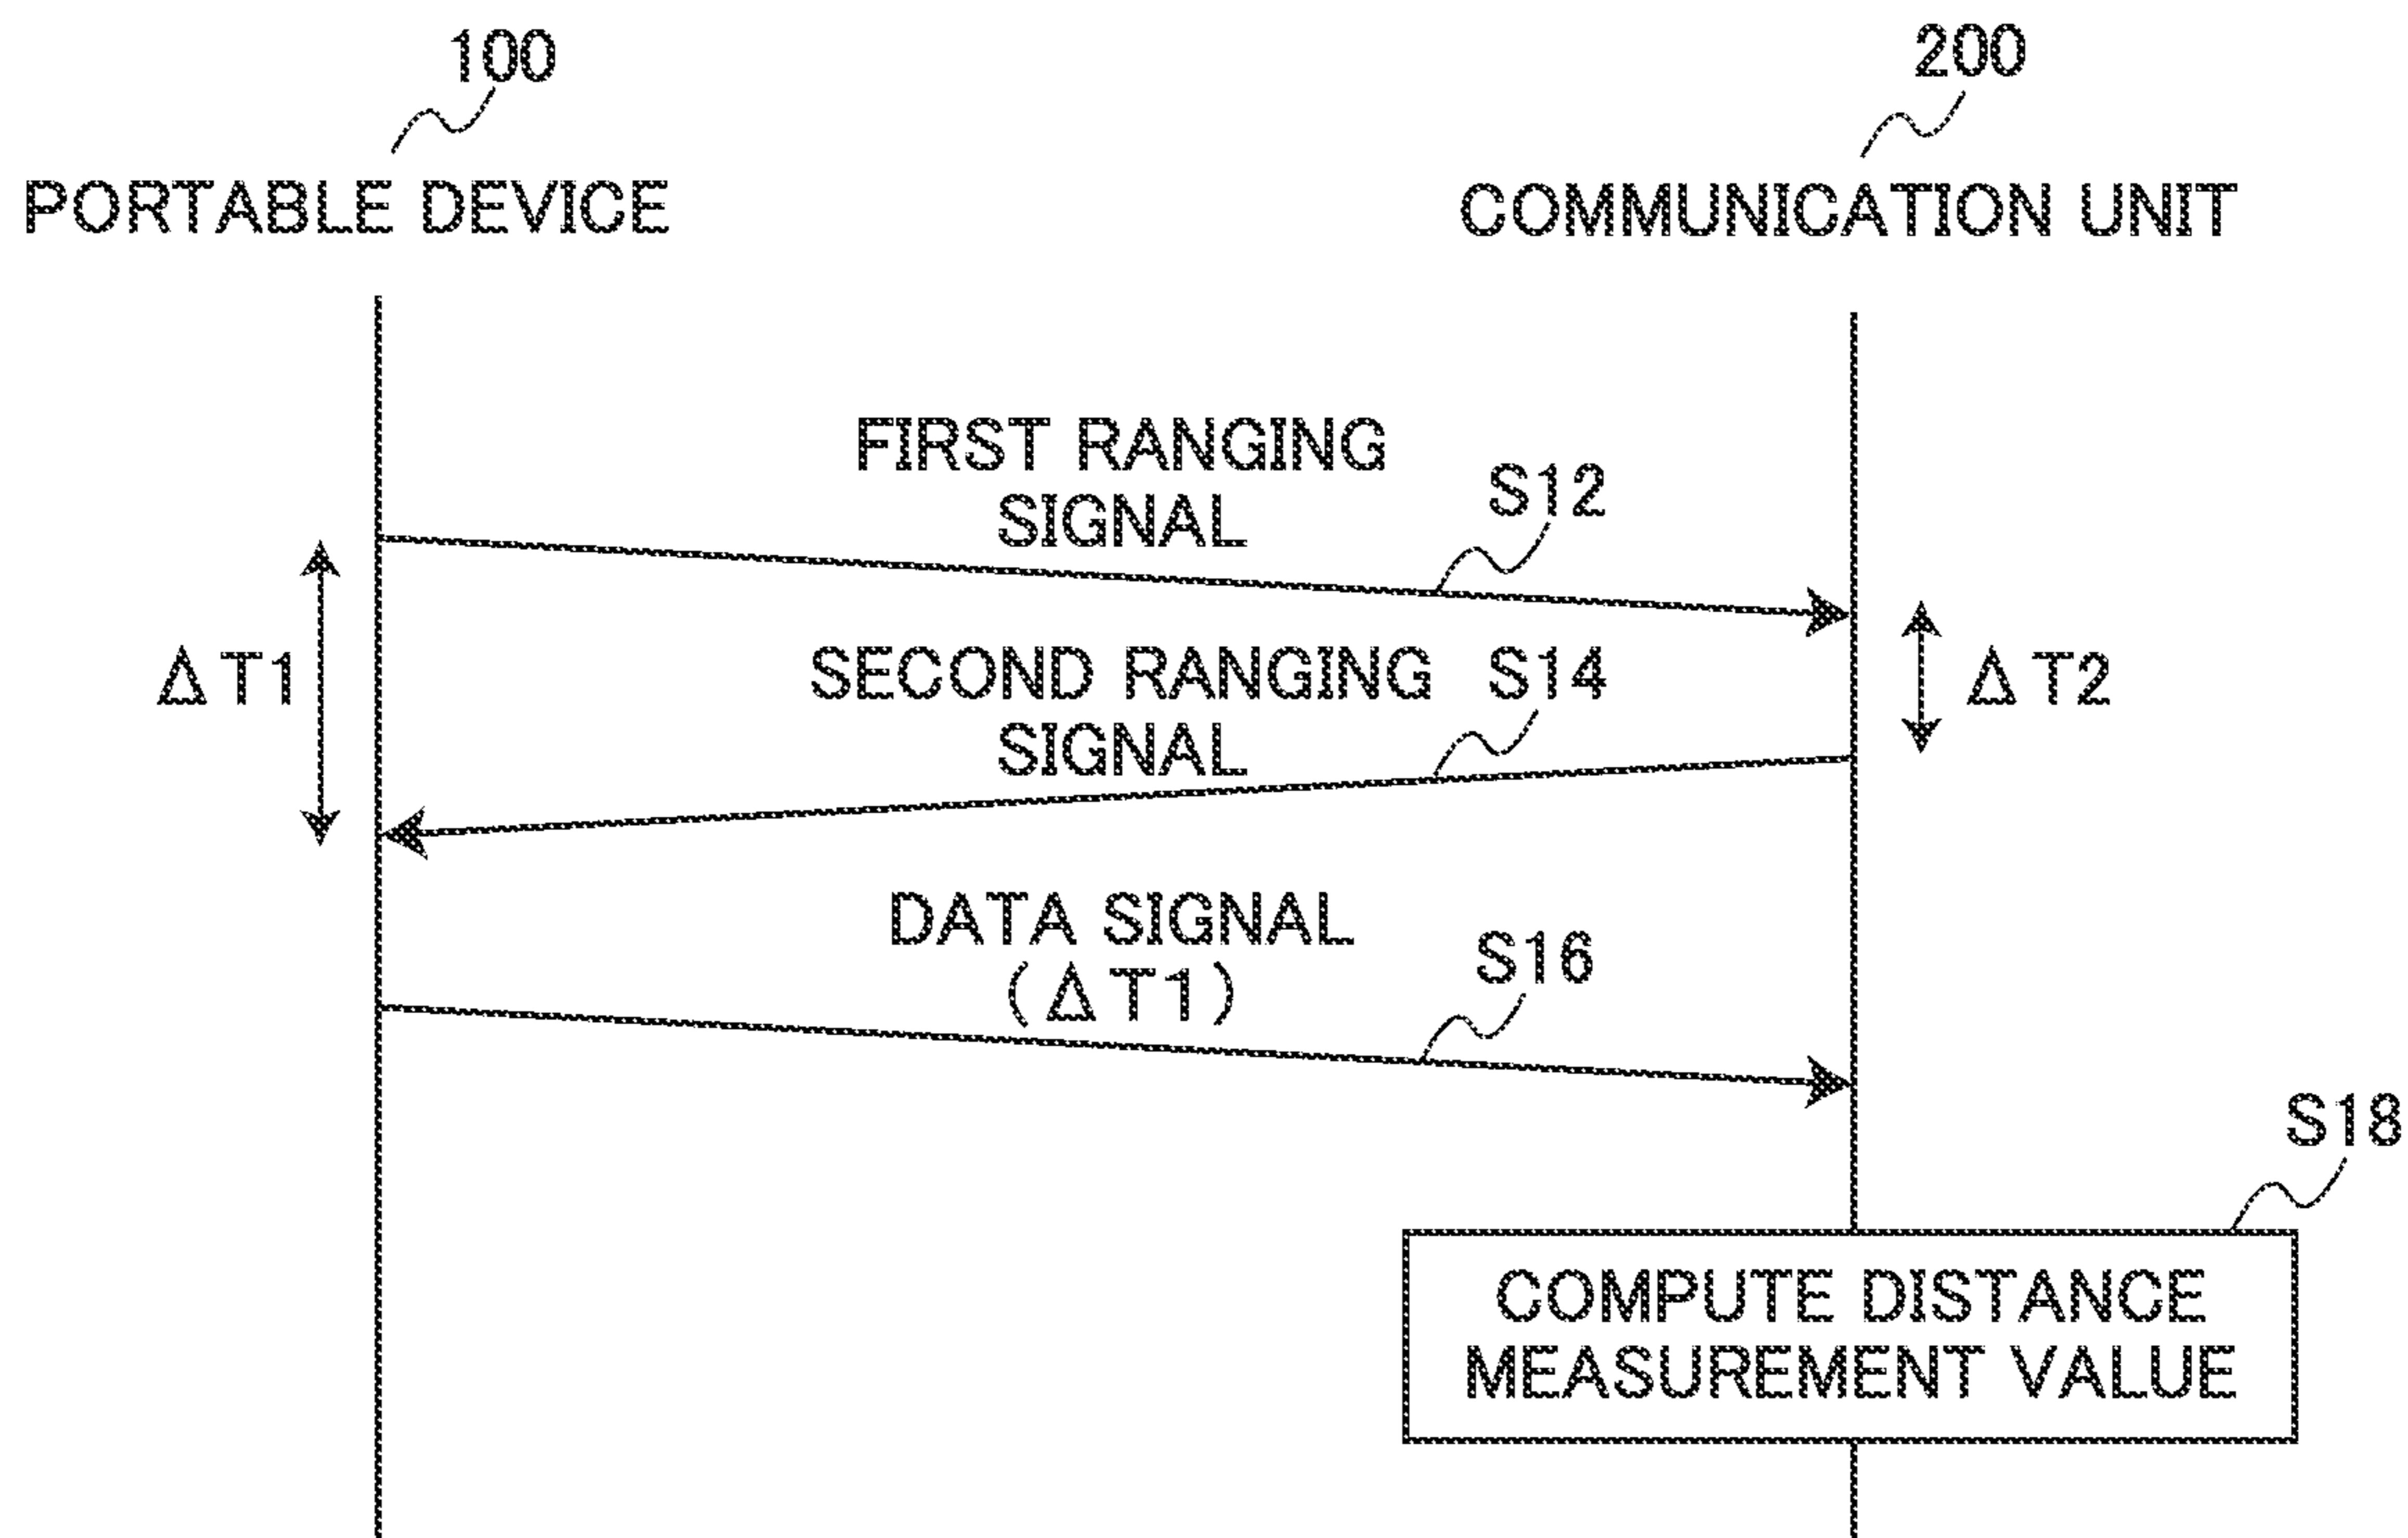 100
200
PORTABLE DEVICE
COMMUNICATION UNIT
FIRST RANGING
SIGNAL
S12
ΔT1
SECOND RANGING
SIGNAL
S14
ΔT2
DATA SIGNAL
(ΔT1)
S16
S18
COMPUTE DISTANCE
MEASUREMENT VALUE